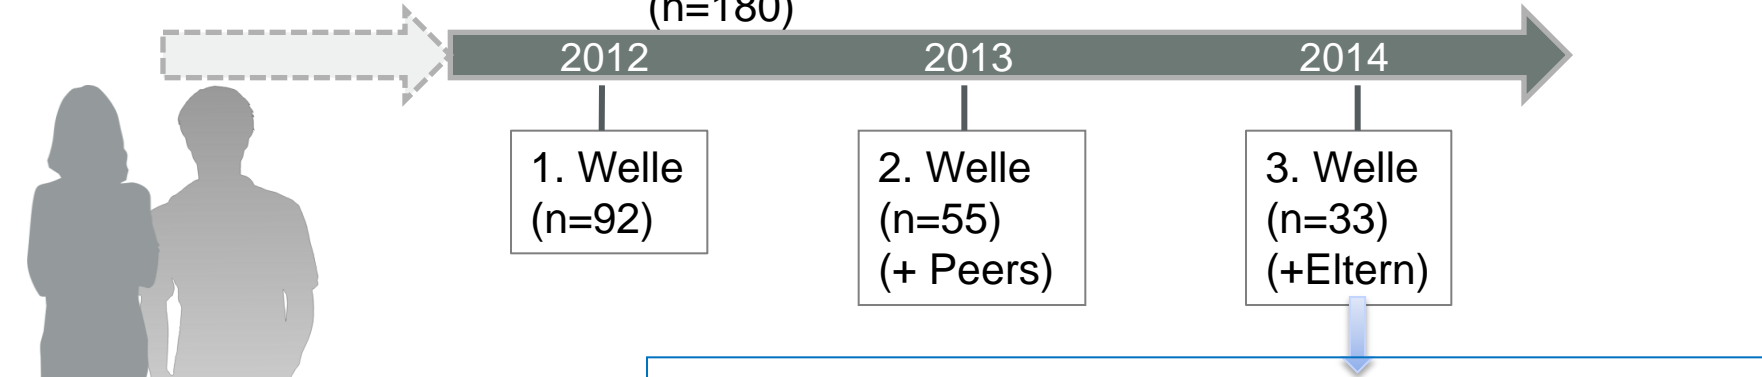 (n=180)
2012 2013 2014
1. Welle
(n=92)
2. Welle
(n=55)
(+ Peers)
3. Welle
(n=33)
(+Eltern)